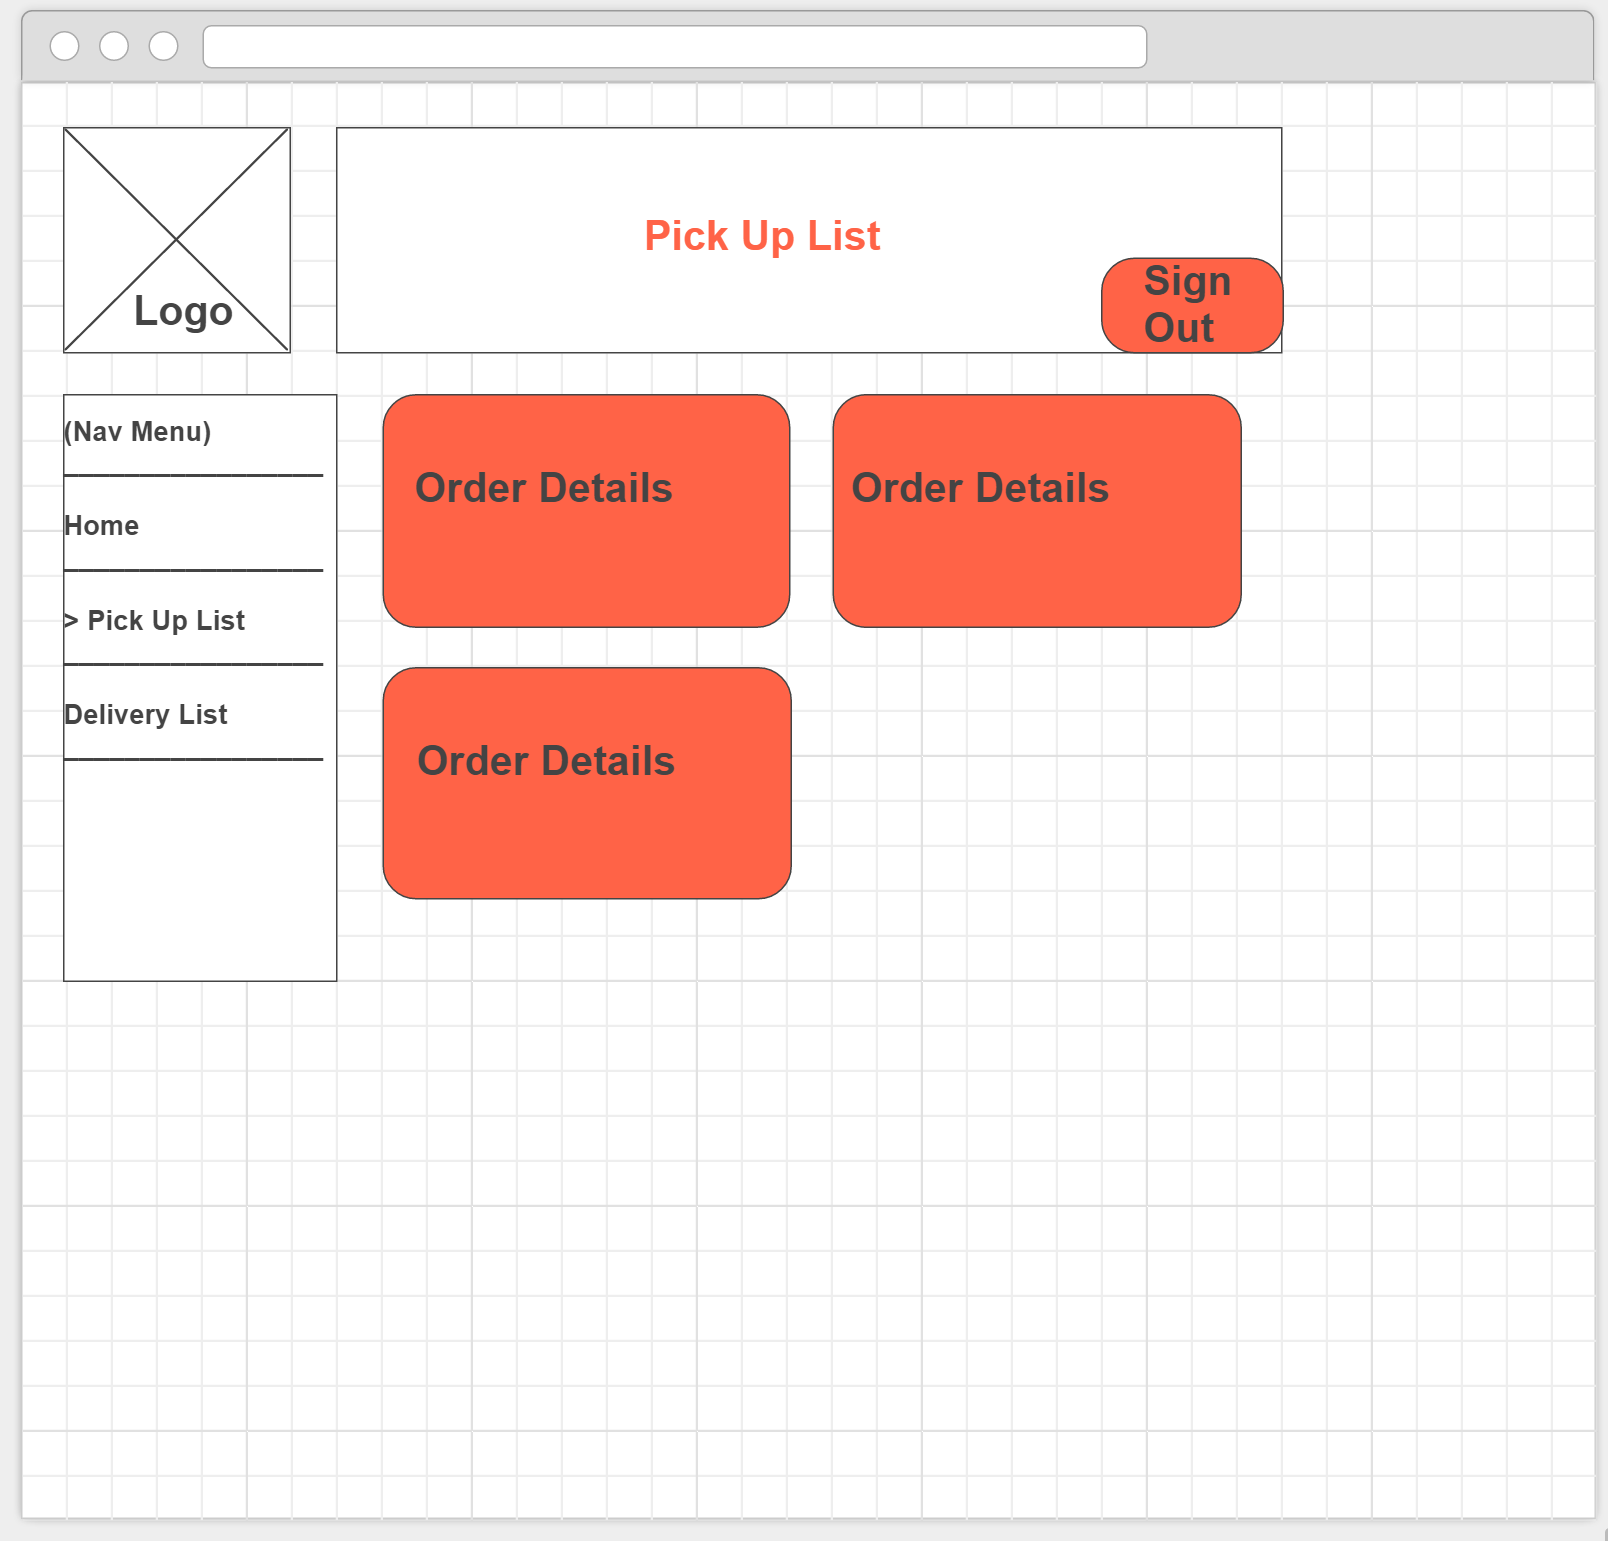 Logo
Pick Up List
Sign
Out
(Nav Menu)
Home
> Pick Up List
Delivery List
Order Details
Order Details
Order Details